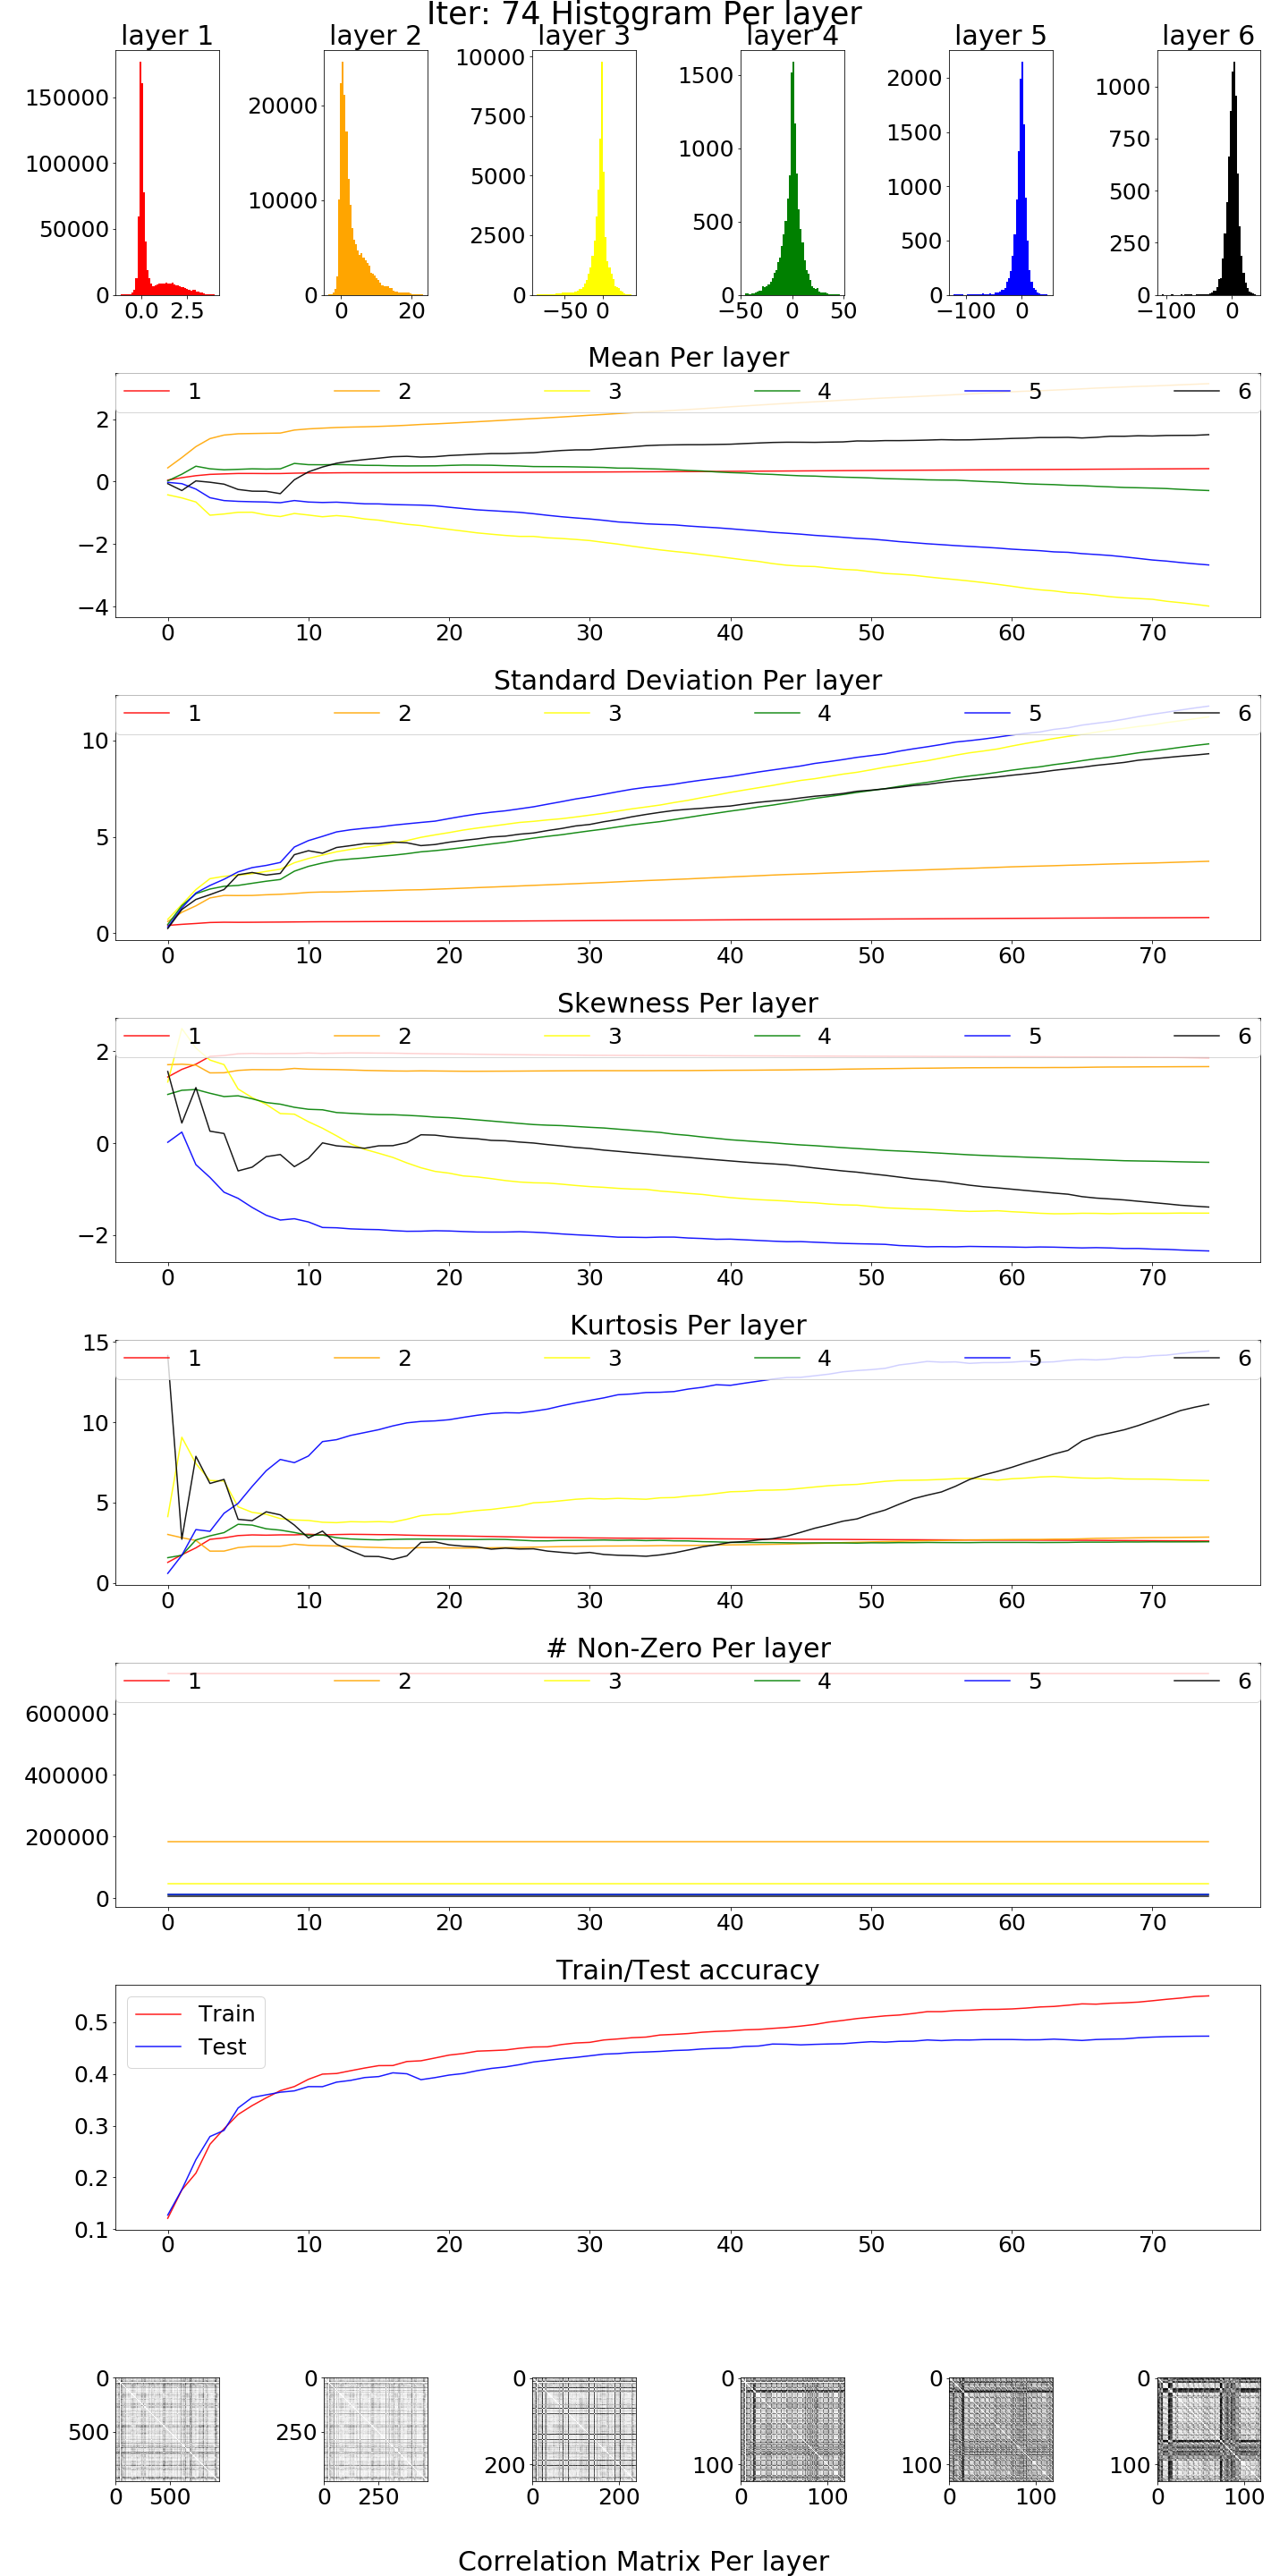 Iter: 74 Histogram Per layer
layer 1 layer 2 layer 3 layer 4 layer 5 layer 6
150000 100000 50000 0
0.0 2.5
20000 10000 0
0 20
10000 7500 5000 2500 0
−50 0
1500 1000 500 0
−50 0 50
2000 1500 1000 500 0
−100 0
1000 750 500 250 0
−100 0
Mean Per layer
1 2 3 4 5 6
2
0
−2
−4
0 10 20 30 40 50 60 70
Standard Deviation Per layer
1 2 3 4 5 6
10
5
0
0 10 20 30 40 50 60 70
Skewness Per layer
1 2 3 4 5 6
2
0
−2
0 10 20 30 40 50 60 70
Kurtosis Per layer
15
1 2 3 4 5 6
10
5
0
0 10 20 30 40 50 60 70
# Non-Zero Per layer
1 2 3 4 5 6
600000
400000
200000
0
0 10 20 30 40 50 60 70
Train/Test accuracy
Train
Test
0.5
0.4
0.3
0.2
0.1
0 10 20 30 40 50 60 70
0 500
0 500
0 250
0 250
0 200
0 200
0 100
0 100
0 100
0 100
0 100
0 100
Correlation Matrix Per layer